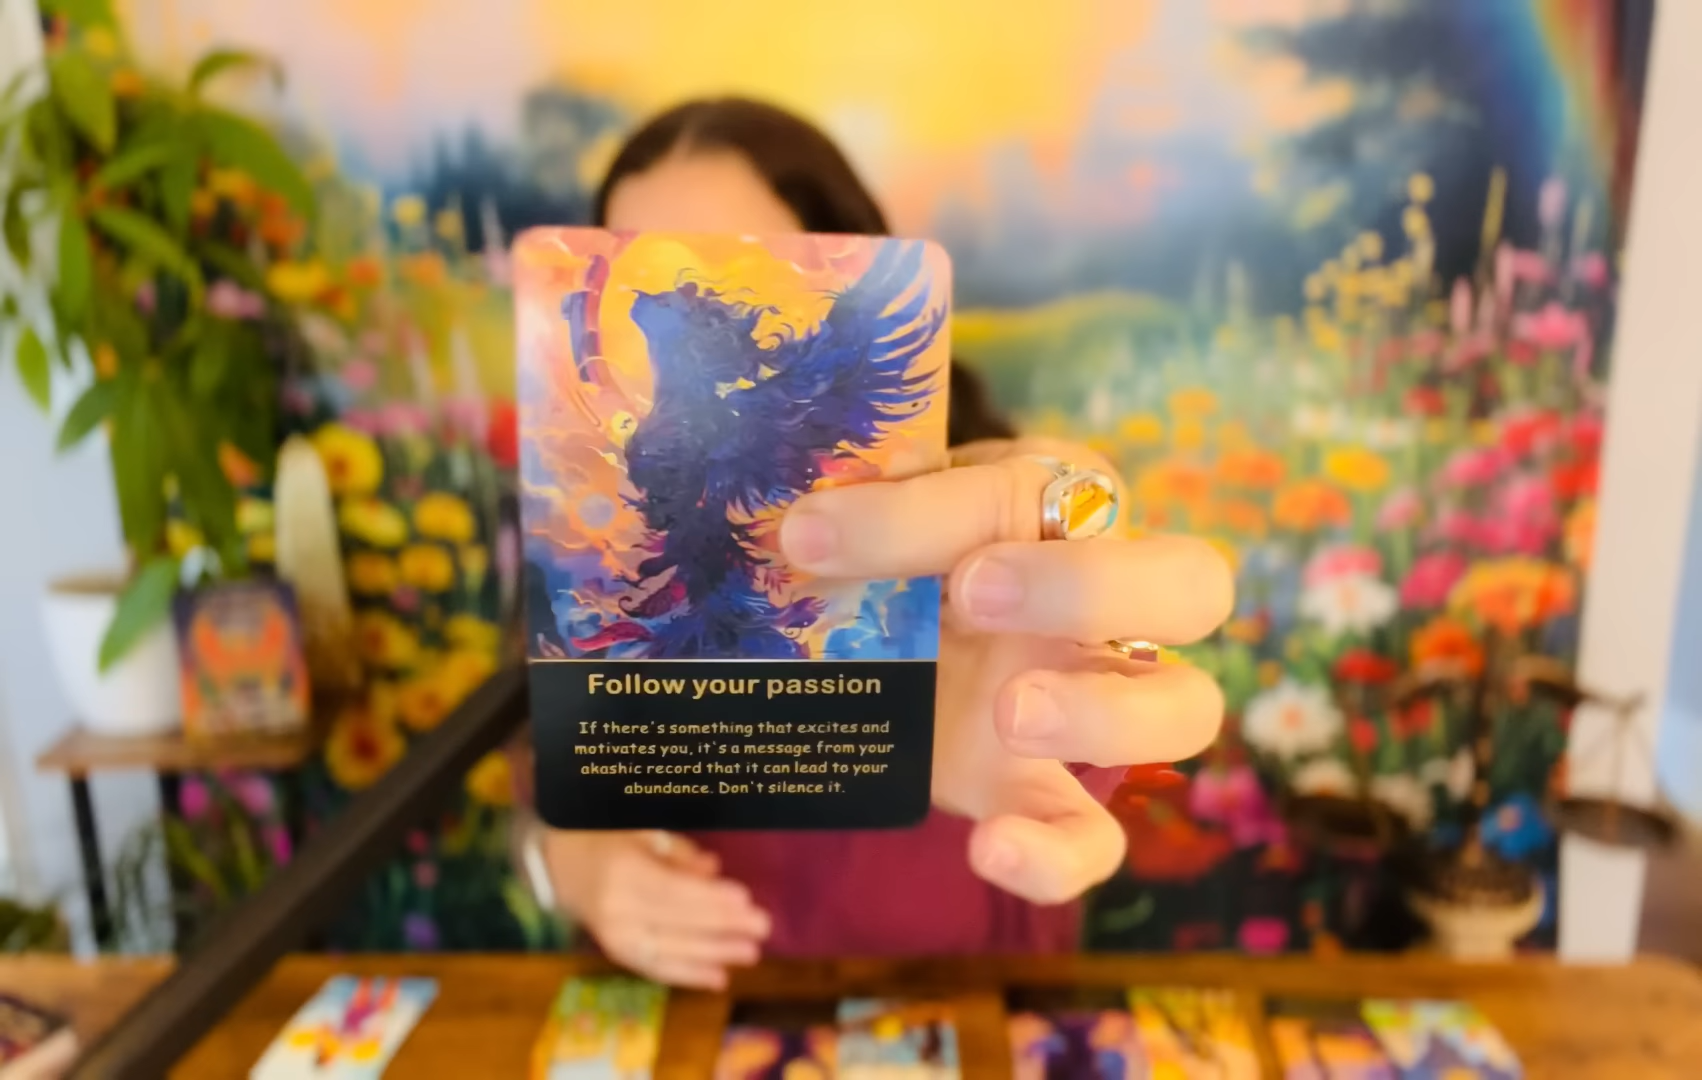 Follow your passion
If there's something that excites and
motivates you, it's a message from your
akashic record that it can lead to your
abundance. Don't silence it.